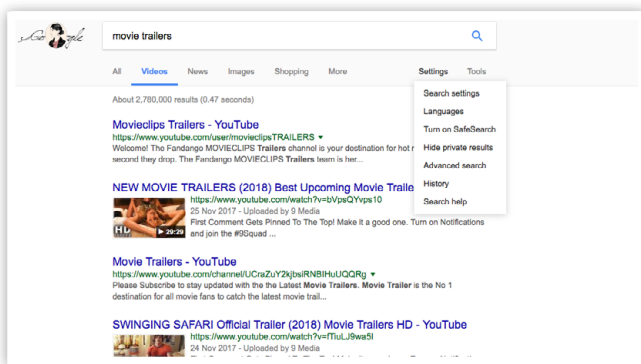 Google
movie trailers
All Videos News Images Shopping More Settings Tools
About 2,780,000 results (0.47 seconds)
Search settings
Languages
Turn on SafeSearch
Hide private results
Advanced search
History
Search help
Movieclips Trailers - YouTube
https://www.youtube.com/user/movieclipsTRAILERS
Welcome! The Fandango MOVIECLIPS Trailers channel is your destination for hot
second they drop. The Fandango MOVIECLIPS Trailers team is her...
NEW MOVIE TRAILERS (2018) Best Upcoming Movie Traile
https://www.youtube.com/watch?v=bVpsQYvps10
25 Nov 2017 - Uploaded by 9 Media
First Comment Gets Pinned To The Top! Make it a good one. Turn on Notifications
and join the #9Squad ...
HD 29:29
Movie Trailers - YouTube
https://www.youtube.com/channel/UCraZuY2kjbslRNBIHuUQQRg
Please Subscribe to stay updated with the the Latest Movie Trailers. Movie Trailer is the No 1
destination for all movie fans to catch the latest movie trail...
SWINGING SAFARI Official Trailer (2018) Movie Trailers HD - YouTube
https://www.youtube.com/watch?v=fTiuLJ9wa5I
24 Nov 2017 - Uploaded by 9 Media